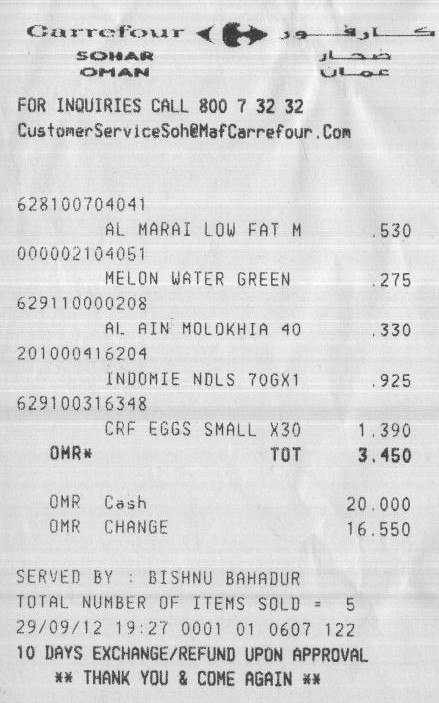 Carrefour كارفور
SOHAR صحار
OMAN عمان
FOR INQUIRIES CALL 800 7 32 32
CustomerServiceSoh@MafCarrefour.Com
628100704041
AL MARAI LOW FAT M .530
000002104051
MELON WATER GREEN .275
629110000208
AL AIN MOLOKHIA 40 .330
201000416204
INDOMIE NDLS 70GX1 .925
629100316348
CRF EGGS SMALL X30 1.390
OMR* TOT 3.450
OMR Cash 20.000
OMR CHANGE 16.550
SERVED BY : BISHNU BAHADUR
TOTAL NUMBER OF ITEMS SOLD = 5
29/09/12 19:27 0001 01 0607 122
10 DAYS EXCHANGE/REFUND UPON APPROVAL
** THANK YOU & COME AGAIN **